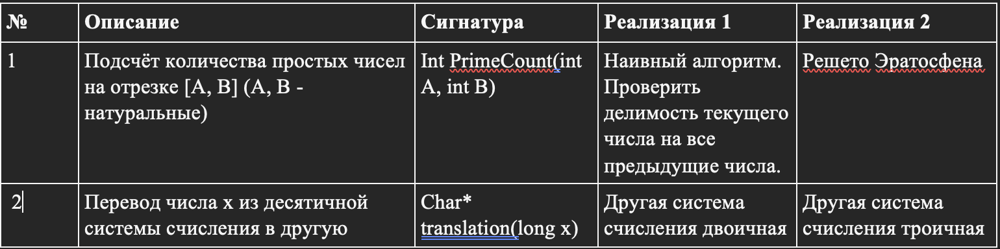 №
Описание
Сигнатура
Реализация 1
Реализация 2
1
Подсчёт количества простых чисел
на отрезке [A, B] (A, B -
натуральные)
Int PrimeCount(int
A, int B)
Наивный алгоритм.
Проверить
делимость текущего
числа на все
предыдущие числа.
Решето Эратосфена
2
Перевод числа x из десятичной
системы счисления в другую
Char*
translation(long x)
Другая система
счисления двоичная
Другая система
счисления троичная